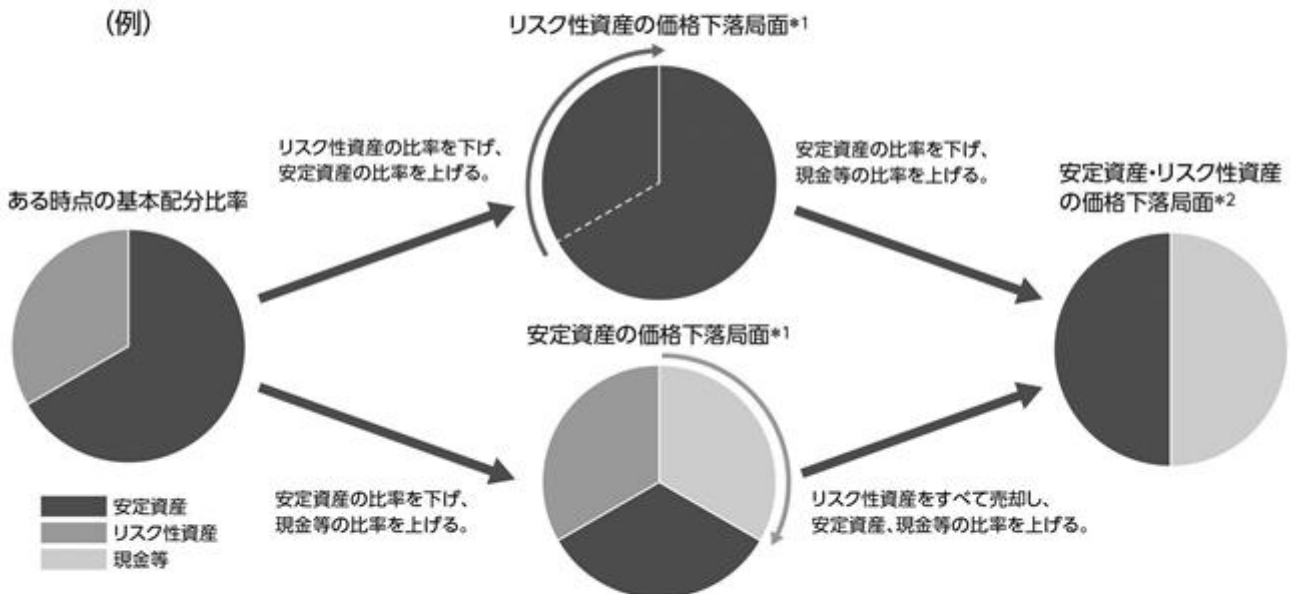 (例)
リスク性資産の価格下落局面*1
リスク性資産の比率を下げ、
安定資産の比率を上げる。
安定資産の比率を下げ、
現金等の比率を上げる。
安定資産・リスク性資産
の価格下落局面*2
ある時点の基本配分比率
安定資産の価格下落局面*1
安定資産
リスク性資産
現金等
安定資産の比率を下げ、
現金等の比率を上げる。
リスク性資産をすべて売却し、
安定資産、現金等の比率を上げる。